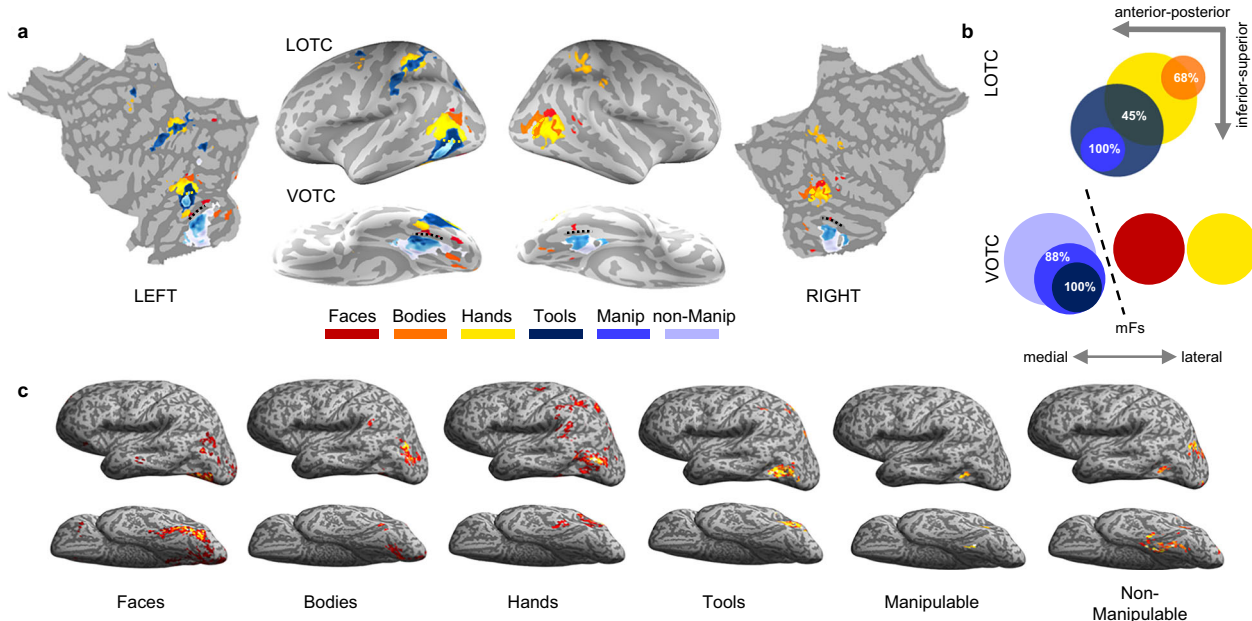 a
LOTC
VOTC
LEFT
RIGHT
Faces Bodies Hands Tools Manip non-Manip
b
anterior-posterior
inferior-superior
LOTC
68%
45%
100%
VOTC
88%
100%
mFs
medial lateral
c
Faces Bodies Hands Tools Manipulable Non-
Manipulable